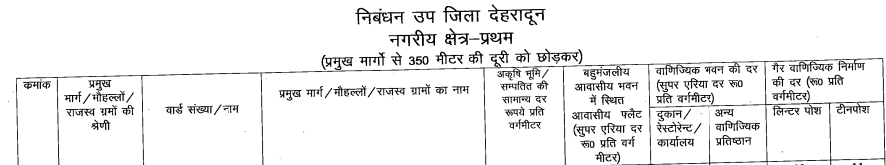 निबंधन उप जिला देहरादून
नगरीय क्षेत्र-प्रथम
(प्रमुख मार्गो से 350 मीटर की दूरी को छोड़कर)
कमांक
प्रमुख
मार्ग/मौहल्लों/
राजस्व ग्रामों की
श्रेणी
वार्ड संख्या/नाम
प्रमुख मार्ग/मौहल्लों/राजस्व ग्रामों का नाम
अकृषि भूमि/
सम्पतित की
सामान्य दर
रूपये प्रति
वर्गमीटर
बहुमंजलीय
आवासीय भवन
में स्थित
आवासीय फ्लैट
(सुपर एरिया दर
रू0 प्रति वर्ग
मीटर)
वाणिज्यिक भवन की दर
(सुपर एरिया दर रू0
प्रति वर्गमीटर)
दुकान/
रेस्टोरेन्ट/
कार्यालय
अन्य
वाणिज्यिक
प्रतिष्ठान
गैर वाणिज्यिक निर्माण
की दर (रू0 प्रति
वर्गमीटर)
लिन्टर पोश
टीनपोश